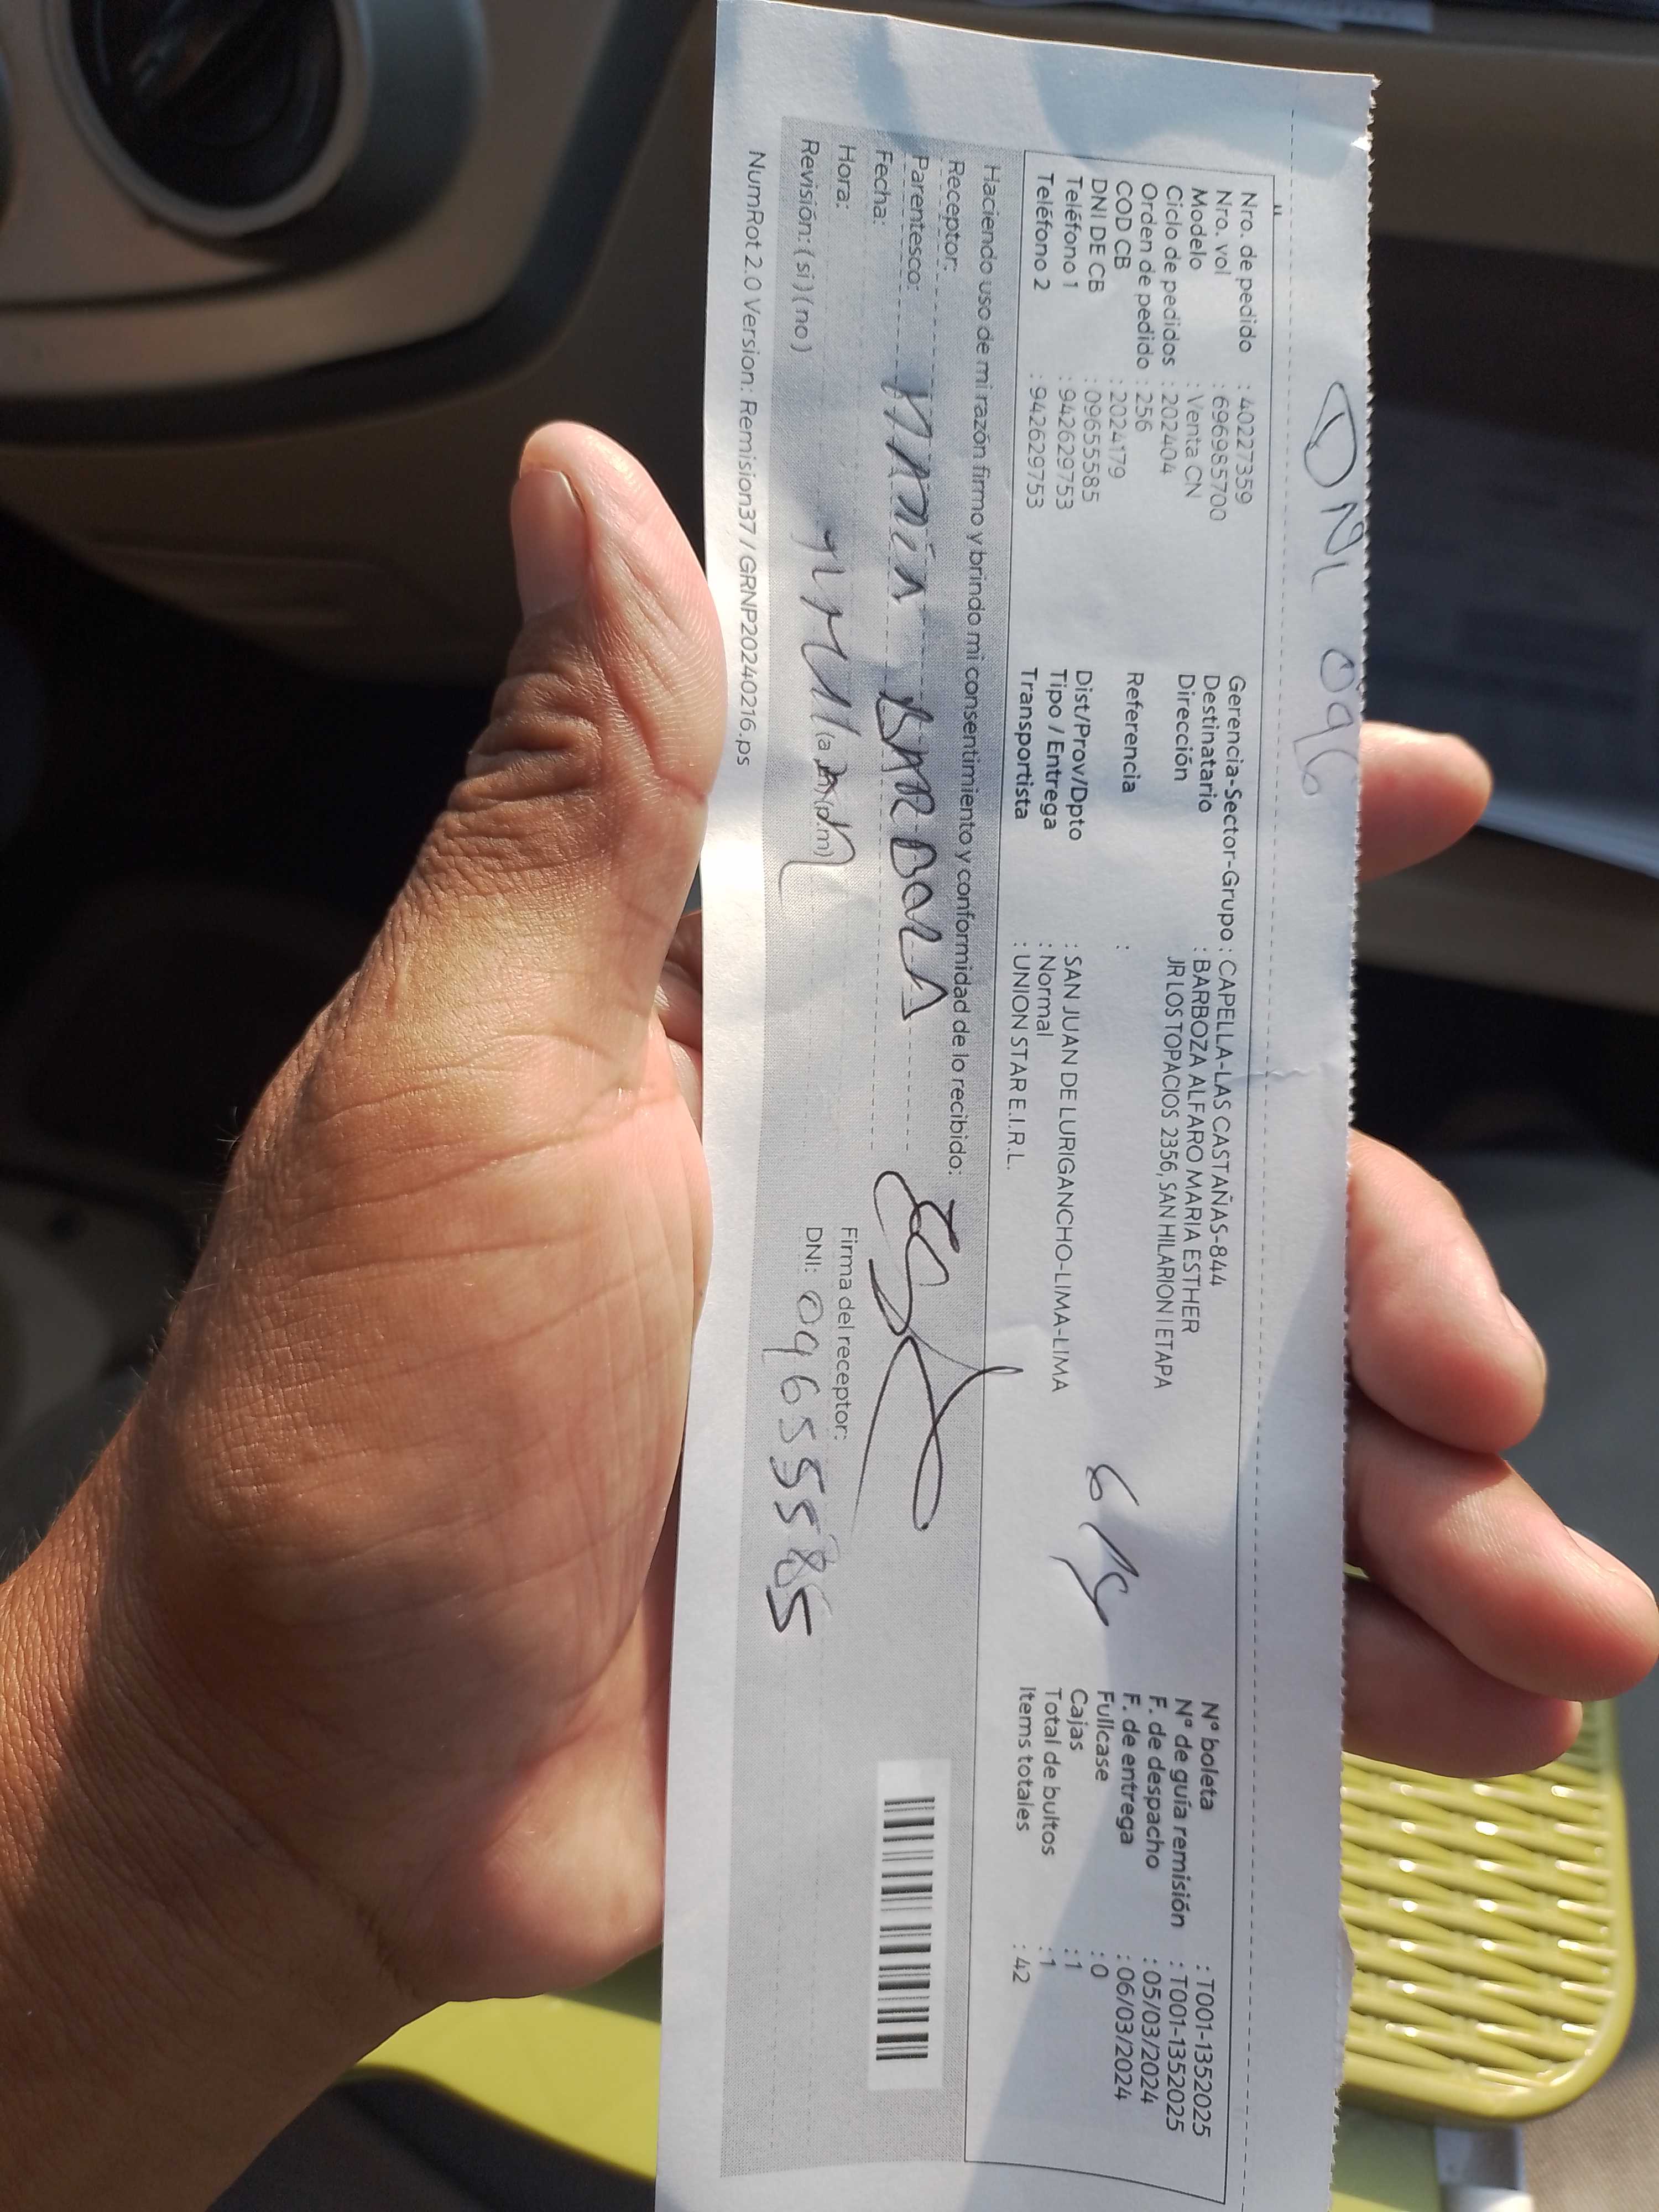 DNI 096
Nro. de pedido : 40227359
Nro. vol : 696985700
Modelo : Venta CN
Ciclo de pedidos : 202404
Orden de pedido : 256
COD CB : 2024179
DNI DE CB : 09655585
Teléfono 1 : 942629753
Teléfono 2 : 942629753
Gerencia-Sector-Grupo : CAPELLA-LAS CASTAÑAS-844
Destinatario : BARBOZA ALFARO MARIA ESTHER
Dirección JR LOS TOPACIOS 2356, SAN HILARION I ETAPA
Referencia :
Dist/Prov/Dpto : SAN JUAN DE LURIGANCHO-LIMA-LIMA
Tipo / Entrega : Normal
Transportista : UNION STAR E.I.R.L.
Nº boleta : T001-1352025
Nº de guía remisión : T001-1352025
F. de despacho : 05/03/2024
F. de entrega : 06/03/2024
Fullcase : 0
Cajas : 1
Total de bultos : 1
Items totales : 42
Haciendo uso de mi razón firmo y brindo mi consentimiento y conformidad de lo recibido:
Receptor:
Parentesco: MARIA BARBOZA
Fecha:
Hora: (a.m/p.m)
Revisión: (si) (no)
Firma del receptor:
DNI: 09655585
NumRot 2.0 Version: Remision37 / GRNP20240216.ps